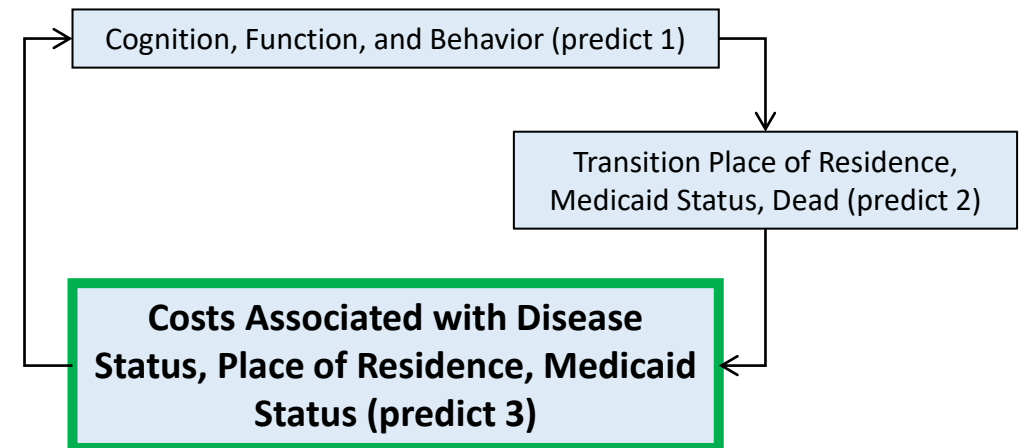 Cognition, Function, and Behavior (predict 1)
Transition Place of Residence,
Medicaid Status, Dead (predict 2)
Costs Associated with Disease
Status, Place of Residence, Medicaid
Status (predict 3)